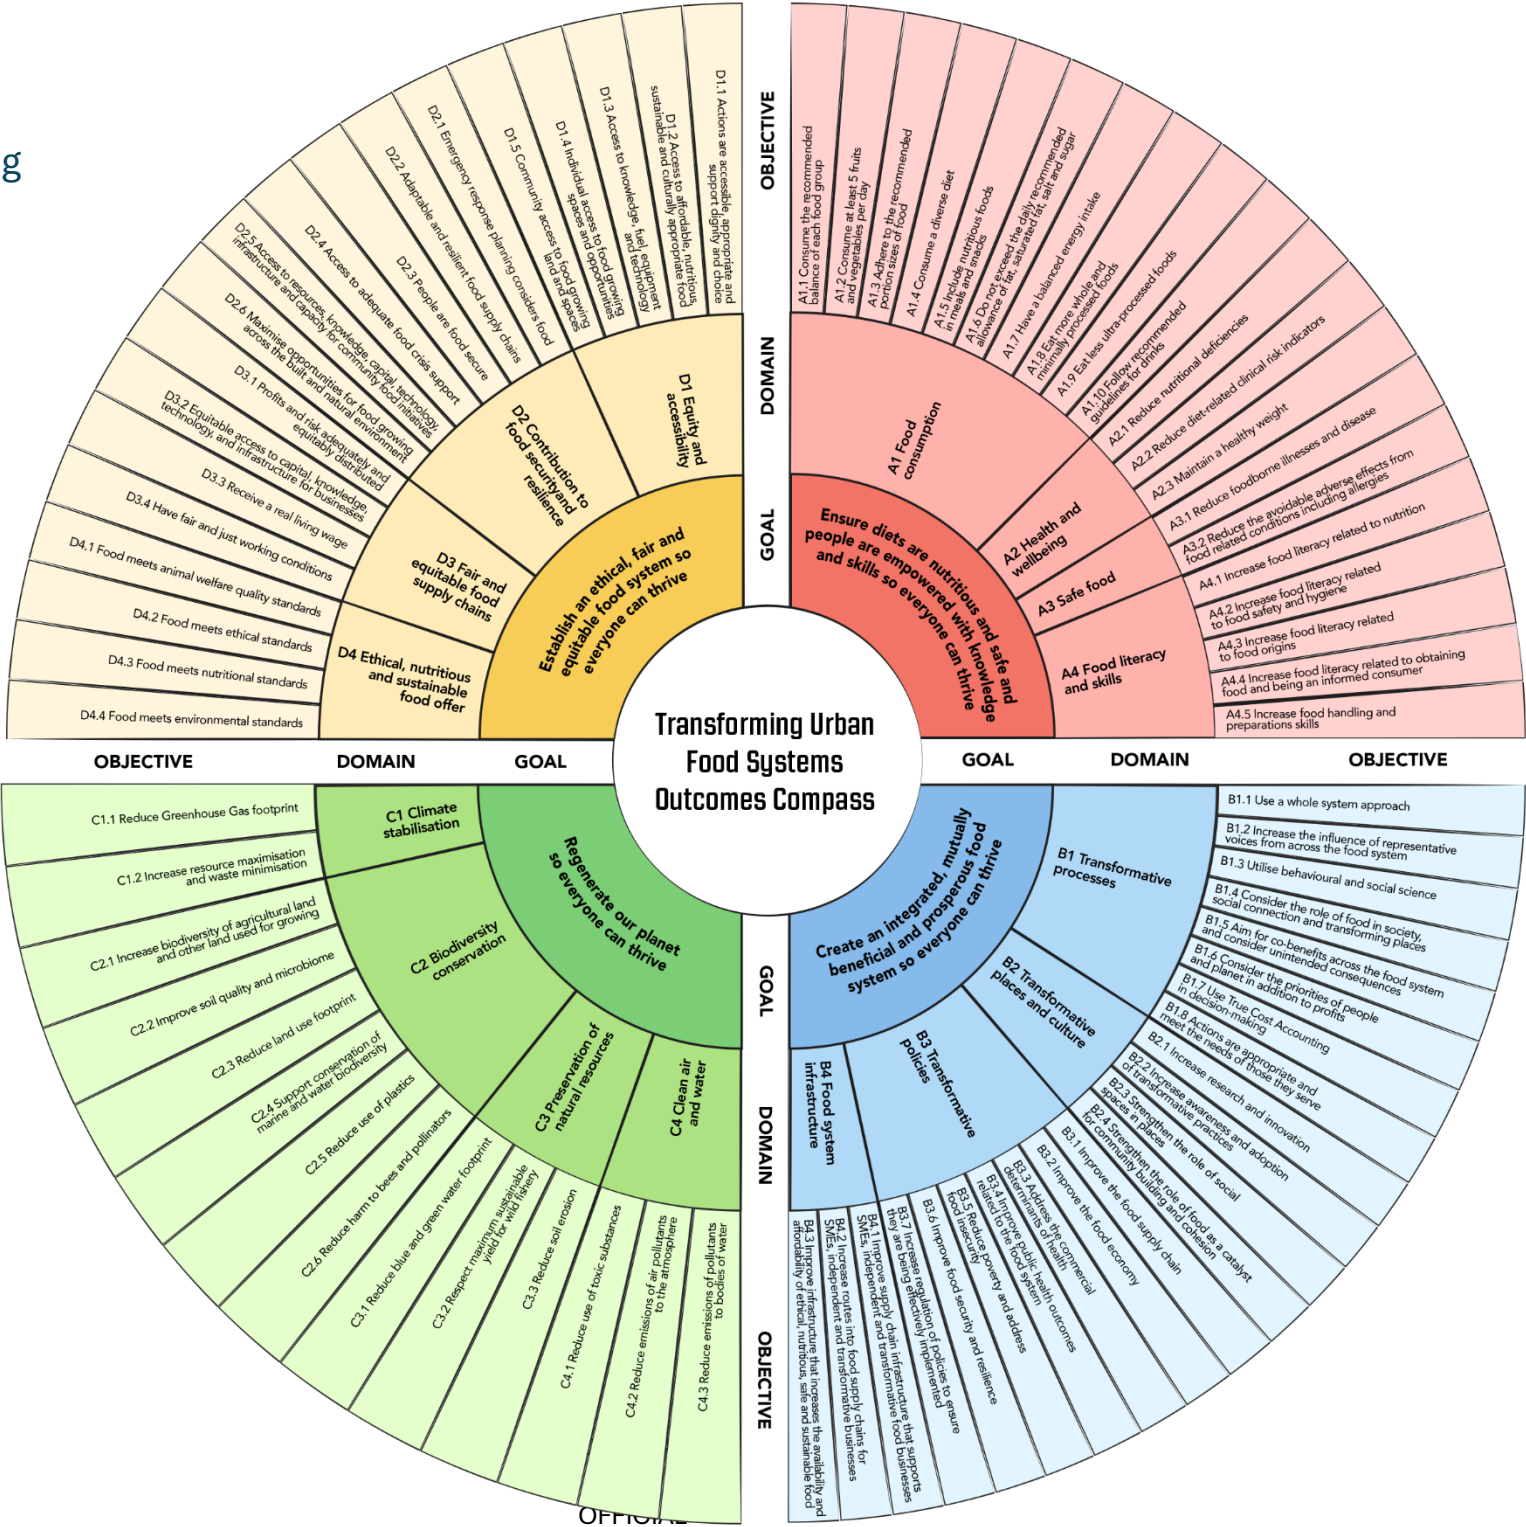 g
Transforming Urban
Food Systems
Outcomes Compass
OBJECTIVE
DOMAIN
GOAL
Ensure diets are nutritious and safe and
people are empowered with knowledge
and skills so everyone can thrive
A1 Food
consumption
A1.1 Consume the recommended
balance of each food group
A1.2 Consume at least 5 fruits
and vegetables per day
A1.3 Adhere to the recommended
portion sizes of food
A1.4 Consume a diverse diet
A1.5 Include nutritious foods
in meals and snacks
A1.6 Do not exceed the daily recommended
allowance of fat, saturated fat, salt and sugar
A1.7 Have a balanced energy intake
A1.8 Eat more whole and
minimally processed foods
A1.9 Eat less ultra-processed foods
A1.10 Follow recommended
guidelines for drinks
A2 Health and
wellbeing
A2.1 Reduce nutritional deficiencies
A2.2 Reduce diet-related clinical risk indicators
A2.3 Maintain a healthy weight
A3 Safe food
A3.1 Reduce foodborne illnesses and disease
A3.2 Reduce the avoidable adverse effects from
food related conditions including allergies
A4 Food literacy
and skills
A4.1 Increase food literacy related to nutrition
A4.2 Increase food literacy related
to food safety and hygiene
A4.3 Increase food literacy related
to food origins
A4.4 Increase food literacy related to obtaining
food and being an informed consumer
A4.5 Increase food handling and
preparations skills
GOAL
DOMAIN
OBJECTIVE
Create an integrated, mutually
beneficial and prosperous food
system so everyone can thrive
B1 Transformative
processes
B1.1 Use a whole system approach
B1.2 Increase the influence of representative
voices from across the food system
B1.3 Utilise behavioural and social science
B1.4 Consider the role of food in society,
social connection and transforming places
B1.5 Aim for co-benefits across the food system
and consider unintended consequences
B1.6 Consider the priorities of people
and planet in addition to profits
B1.7 Use True Cost Accounting
in decision-making
B1.8 Actions are appropriate and
meet the needs of those they serve
B2 Transformative
places and culture
B2.1 Increase research and innovation
B2.2 Increase awareness and adoption
of transformative practices
B2.3 Strengthen the role of social
spaces in places
B2.4 Strengthen the role of food as a catalyst
for community building and cohesion
B3 Transformative
policies
B3.1 Improve the food supply chain
B3.2 Improve the food economy
B3.3 Address the commercial
determinants of health
B3.4 Improve public health outcomes
related to the food system
B3.5 Reduce poverty and address
food insecurity
B3.6 Improve food security and resilience
B3.7 Increase regulation of policies to ensure
they are being effectively implemented
B4 Food system
infrastructure
B4.1 Improve supply chain infrastructure that supports
SMEs, independent and transformative food businesses
B4.2 Increase routes into food supply chains for
SMEs, independent and transformative businesses
B4.3 Improve infrastructure that increases the availability and
affordability of ethical, nutritious, safe and sustainable food
GOAL
DOMAIN
OBJECTIVE
Regenerate our planet
so everyone can thrive
C1 Climate
stabilisation
C1.1 Reduce Greenhouse Gas footprint
C1.2 Increase resource maximisation
and waste minimisation
C2 Biodiversity
conservation
C2.1 Increase biodiversity of agricultural land
and other land used for growing
C2.2 Improve soil quality and microbiome
C2.3 Reduce land use footprint
C2.4 Support conservation of
marine and water biodiversity
C2.5 Reduce use of plastics
C2.6 Reduce harm to bees and pollinators
C3 Preservation of
natural resources
C3.1 Reduce blue and green water footprint
C3.2 Respect maximum sustainable
yield for wild fishery
C3.3 Reduce soil erosion
C4 Clean air
and water
C4.1 Reduce use of toxic substances
C4.2 Reduce emissions of air pollutants
to the atmosphere
C4.3 Reduce emissions of pollutants
to bodies of water
OBJECTIVE
DOMAIN
GOAL
Establish an ethical, fair and
equitable food system so
everyone can thrive
D1 Equity and
accessibility
D1.1 Actions are accessible, appropriate and
support dignity and choice
D1.2 Access to affordable, nutritious,
sustainable and culturally appropriate food
D1.3 Access to knowledge, fuel, equipment
and technology
D1.4 Individual access to food growing
spaces and opportunities
D1.5 Community access to food growing
land and spaces
D2 Contribution to
food securityand
resilience
D2.1 Emergency response planning considers food
D2.2 Adaptable and resilient food supply chains
D2.3 People are food secure
D2.4 Access to adequate food crisis support
D2.5 Access to resources, knowledge, capital, technology,
infrastructure and capacity for community food initiatives
D2.6 Maximise opportunities for food growing
across the built and natural environment
D3 Fair and
equitable food
supply chains
D3.1 Profits and risk adequately and
equitably distributed
D3.2 Equitable access to capital, knowledge,
technology, and infrastructure for businesses
D3.3 Receive a real living wage
D3.4 Have fair and just working conditions
D4 Ethical, nutritious
and sustainable
food offer
D4.1 Food meets animal welfare quality standards
D4.2 Food meets ethical standards
D4.3 Food meets nutritional standards
D4.4 Food meets environmental standards
OFFICIAL